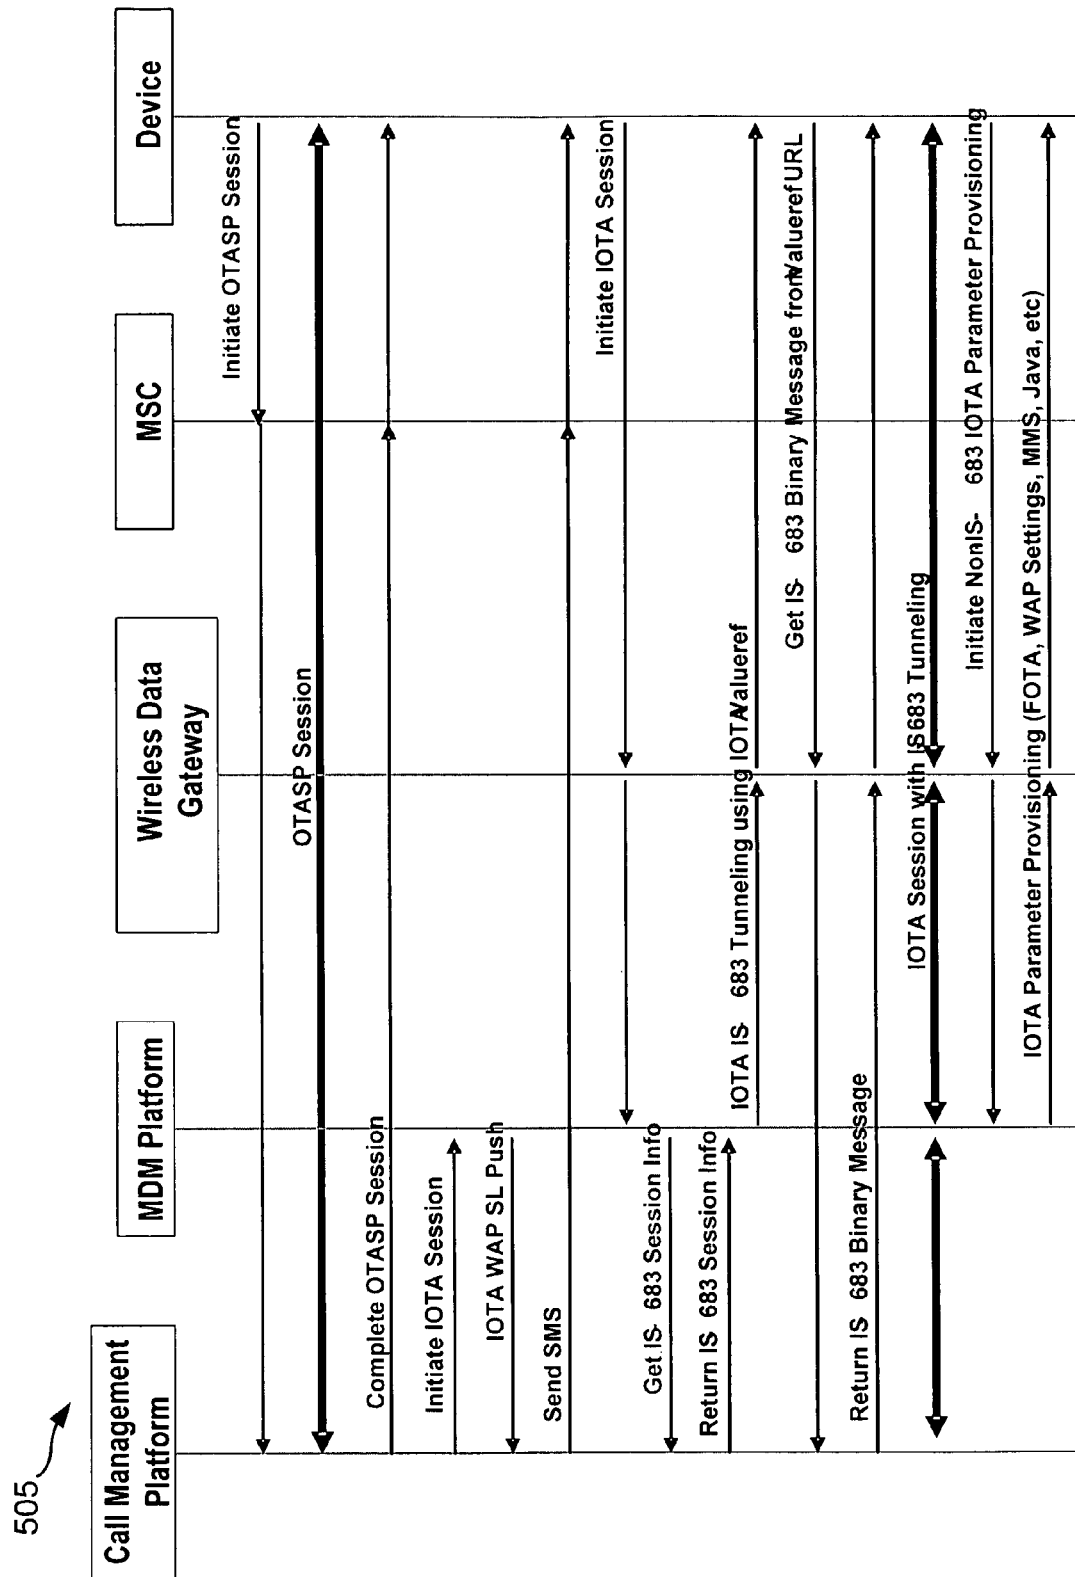 505
Call Management
Platform
MDM Platform
Wireless Data
Gateway
MSC
Device
Initiate OTASP Session
OTASP Session
Complete OTASP Session
Initiate IOTA Session
IOTA WAP SL Push
Send SMS
Initiate IOTA Session
Get IS- 683 Session Info
Return IS- 683 Session Info
IOTA IS- 683 Tunneling using IOTA Valueref
Get IS- 683 Binary Message from Valueref URL
Return IS- 683 Binary Message
IOTA Session with IS683 Tunneling
Initiate NonIS- 683 IOTA Parameter Provisioning
IOTA Parameter Provisioning (FOTA, WAP Settings, MMS, Java, etc)